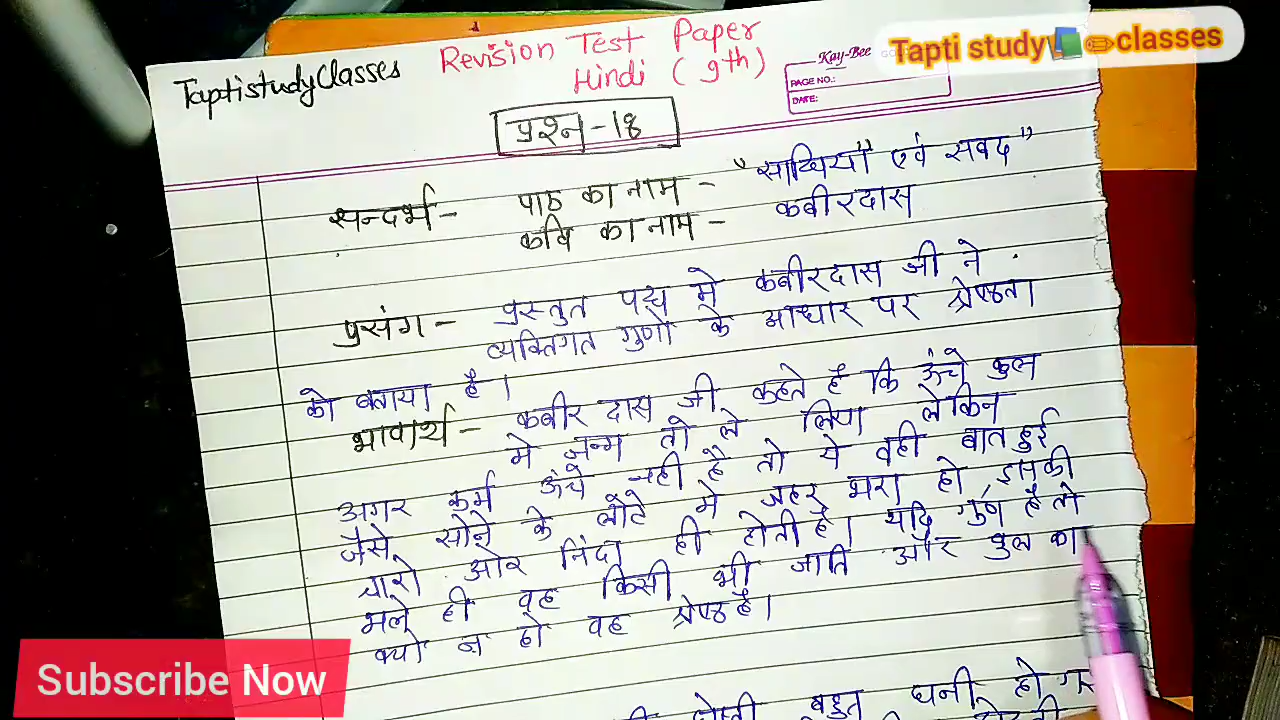 TaptistudyClasses
Revision Test Paper
Hindi (9th)
Kay-Bee
PAGE NO.:
DATE:
Tapti study classes
प्रश्न-18
सन्दर्भ- पाठ का नाम - "साखियाँ एवं सबद"
कवि का नाम - कबीरदास
प्रसंग- प्रस्तुत पद्य मे कबीरदास जी ने
व्यक्तिगत गुणों के आधार पर श्रेष्ठता
को बताया है।
भावार्थ- कबीर दास जी कहते है कि ऊंचे कुल
मे जन्म तो ले लिया लेकिन
अगर कर्म ऊंचे नही है तो ये वही बात हुई
जैसे सोने के लोटे मे जहर भरा हो, इसकी
चारो ओर निंदा ही होती है। यदि गुण है तो
भले ही वह किसी भी जाति और कुल का
क्यो न हो वह श्रेष्ठ है।
बहुत घनी हो
Subscribe Now